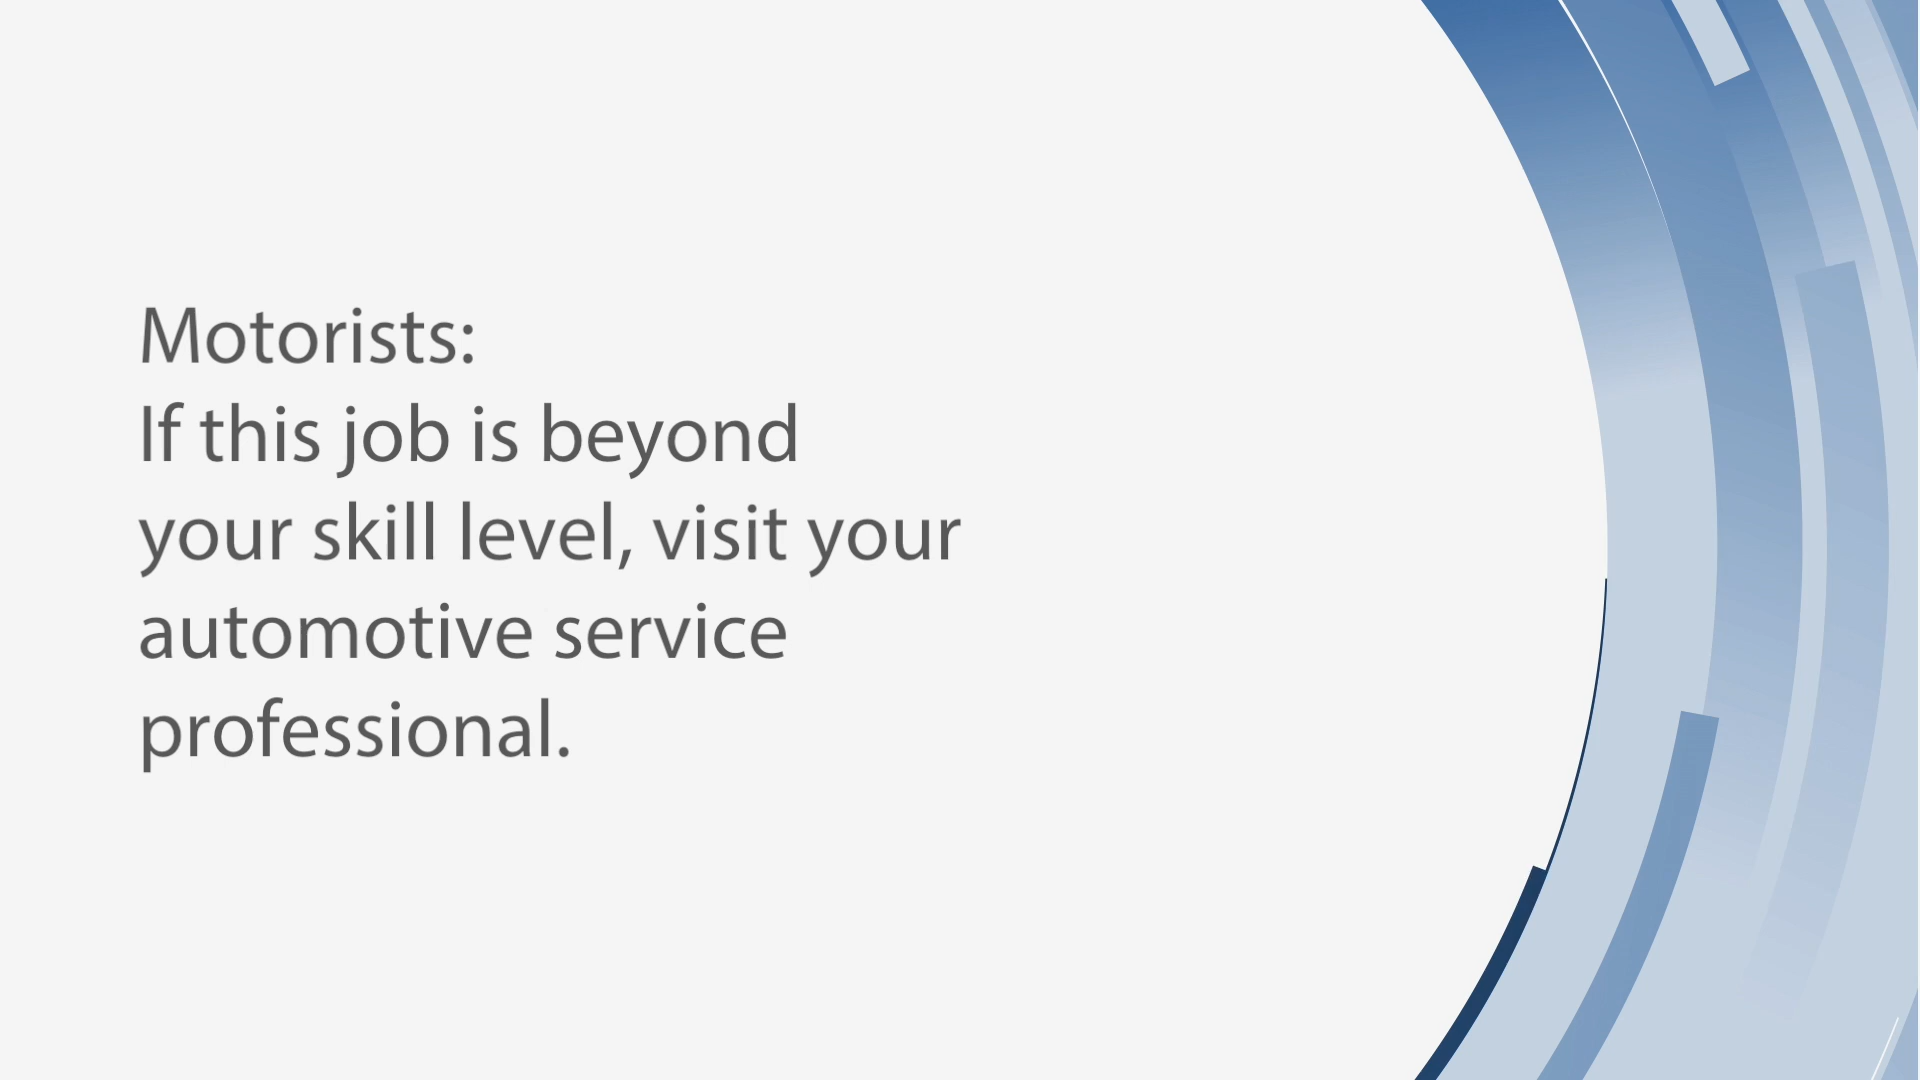 Motorists:
If this job is beyond
your skill level, visit your
automotive service
professional.